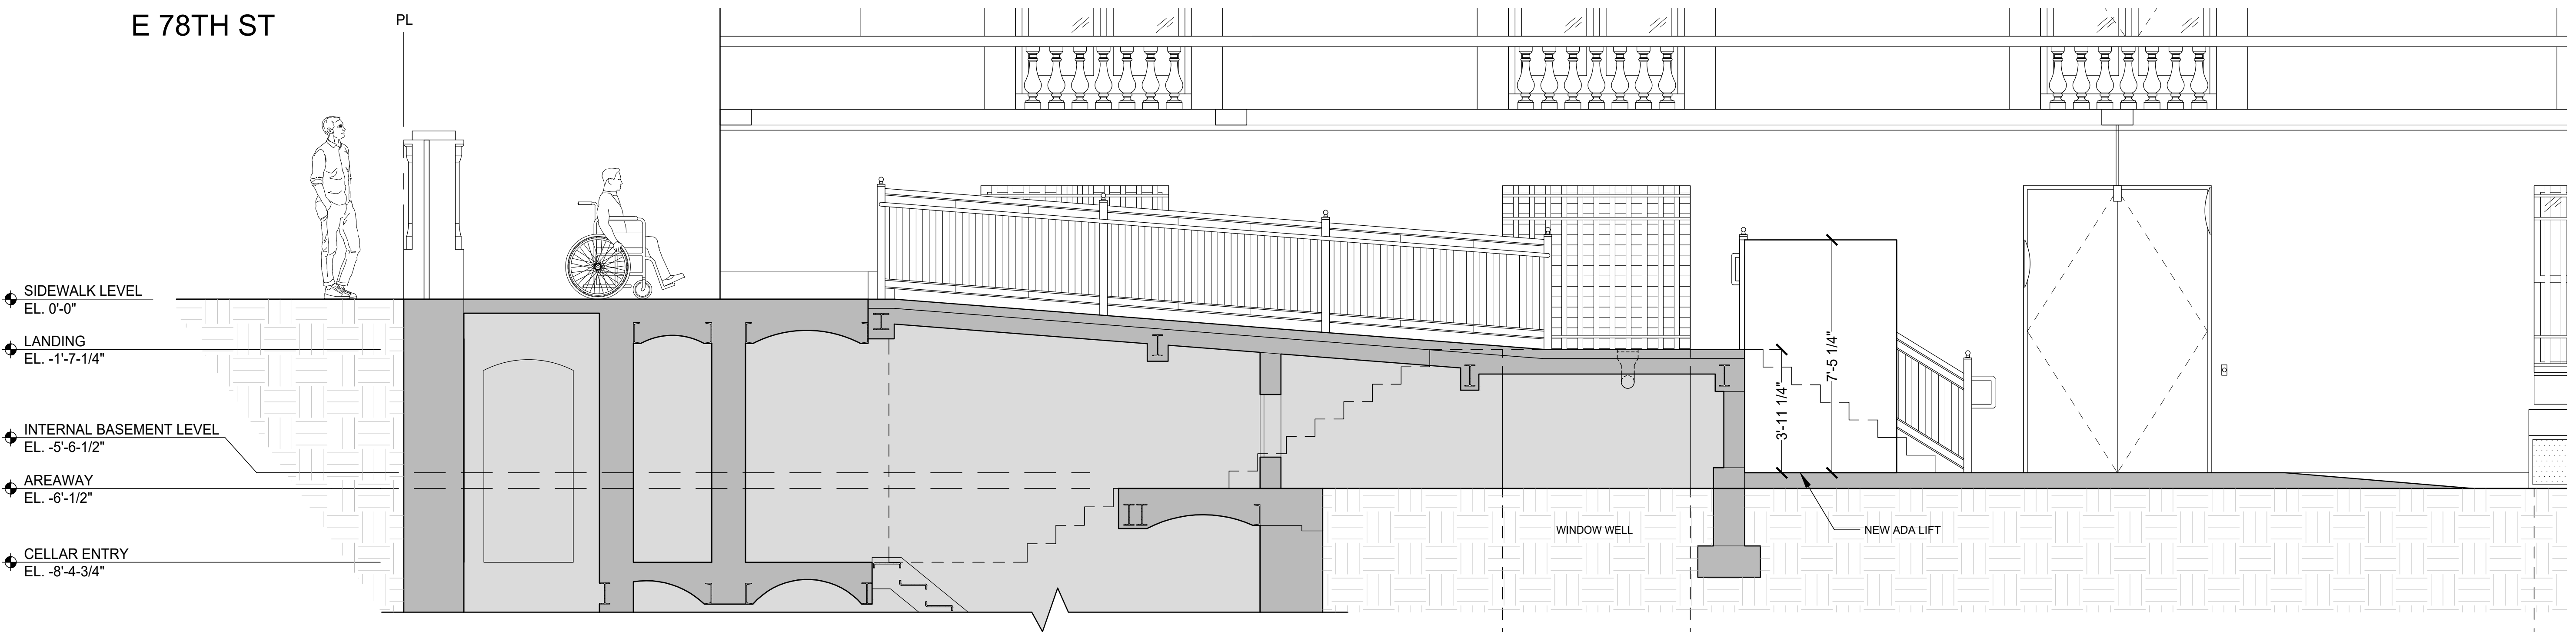 E 78TH ST
PL
SIDEWALK LEVEL
EL. 0'-0"
LANDING
EL. -1'-7-1/4"
INTERNAL BASEMENT LEVEL
EL. -5'-6-1/2"
AREAWAY
EL. -6'-1/2"
CELLAR ENTRY
EL. -8'-4-3/4"
3'-11 1/4"
7'-5 1/4"
WINDOW WELL
NEW ADA LIFT